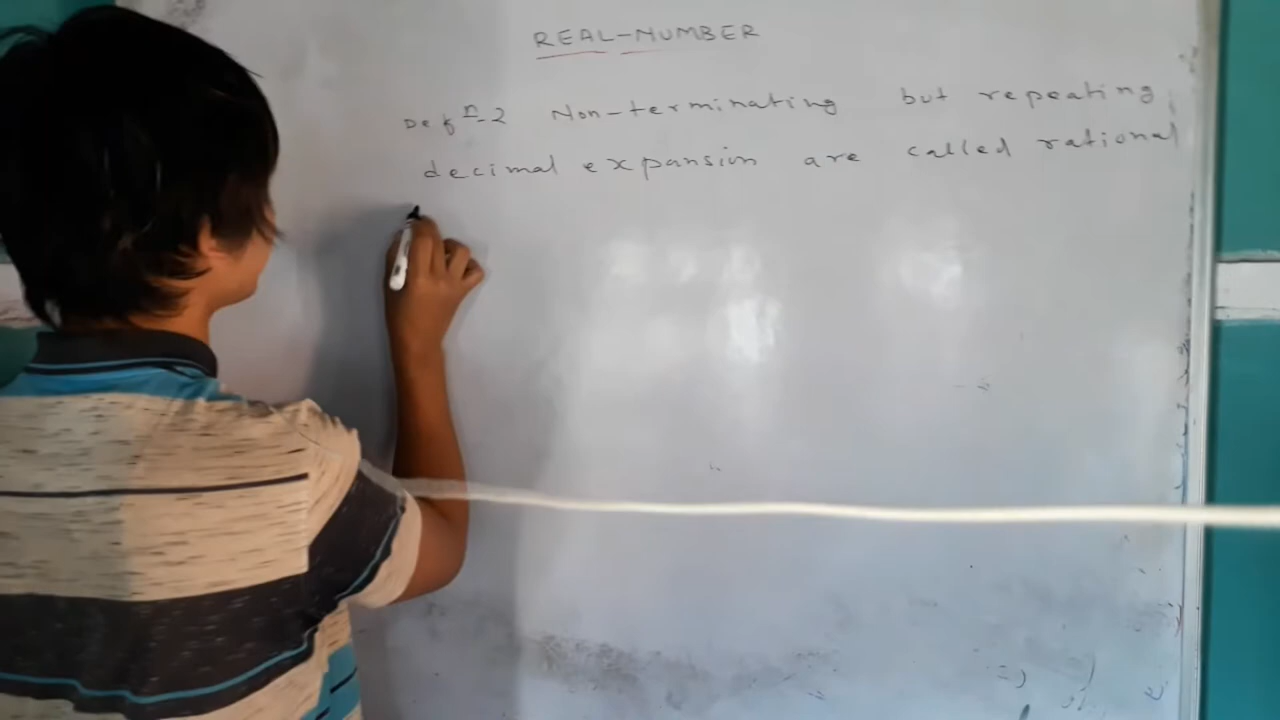 REAL-NUMBER
Defn-2 Non-terminating but repeating
decimal expansion are called rational